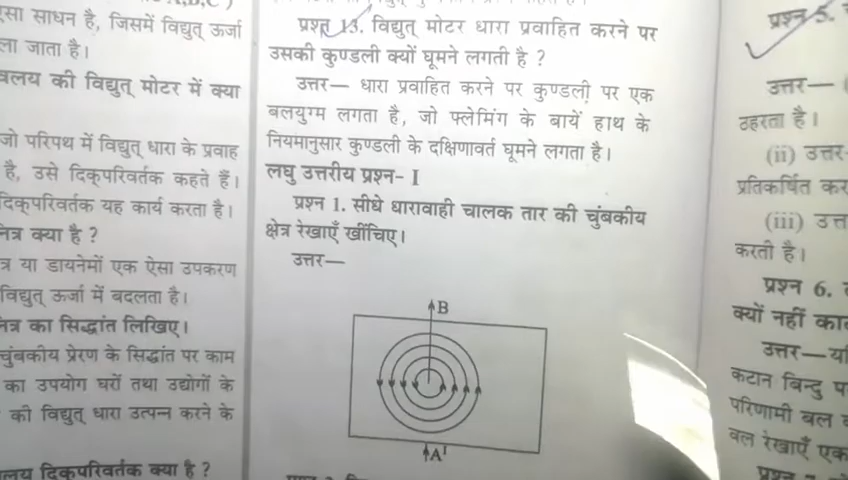 विद्युत् ऊर्जा
साधन है, जिसमें विद्युत् ऊर्जा
ला जाता है।
वलय की विद्युत् मोटर में क्या
जो परिपथ में विद्युत् धारा के प्रवाह
है, उसे दिक्परिवर्तक कहते हैं।
दिक्परिवर्तक यह कार्य करता है।
नित्र क्या है ?
त्र या डायनेमों एक ऐसा उपकरण
विद्युत् ऊर्जा में बदलता है।
नित्र का सिद्धांत लिखिए।
चुंबकीय प्रेरण के सिद्धांत पर काम
का उपयोग घरों तथा उद्योगों के
की विद्युत् धारा उत्पन्न करने के
लय दिक्परिवर्तक क्या है ?
प्रश्न 13. विद्युत् मोटर धारा प्रवाहित करने पर
उसकी कुण्डली क्यों घूमने लगती है ?
उत्तर— धारा प्रवाहित करने पर कुण्डली पर एक
बलयुग्म लगता है, जो फ्लेमिंग के बायें हाथ के
नियमानुसार कुण्डली के दक्षिणावर्त घूमने लगता है।
लघु उत्तरीय प्रश्न- I
प्रश्न 1. सीधे धारावाही चालक तार की चुंबकीय
क्षेत्र रेखाएँ खींचिए।
उत्तर—
B
A'
प्रश्न 5.
उत्तर— (
ठहरता है।
(ii) उत्तर
प्रतिकर्षित कर
(iii) उत्त
करती है।
प्रश्न 6.
क्यों नहीं का
उत्तर—य
कटान बिन्दु प
परिणामी बल
बल रेखाएँ एक